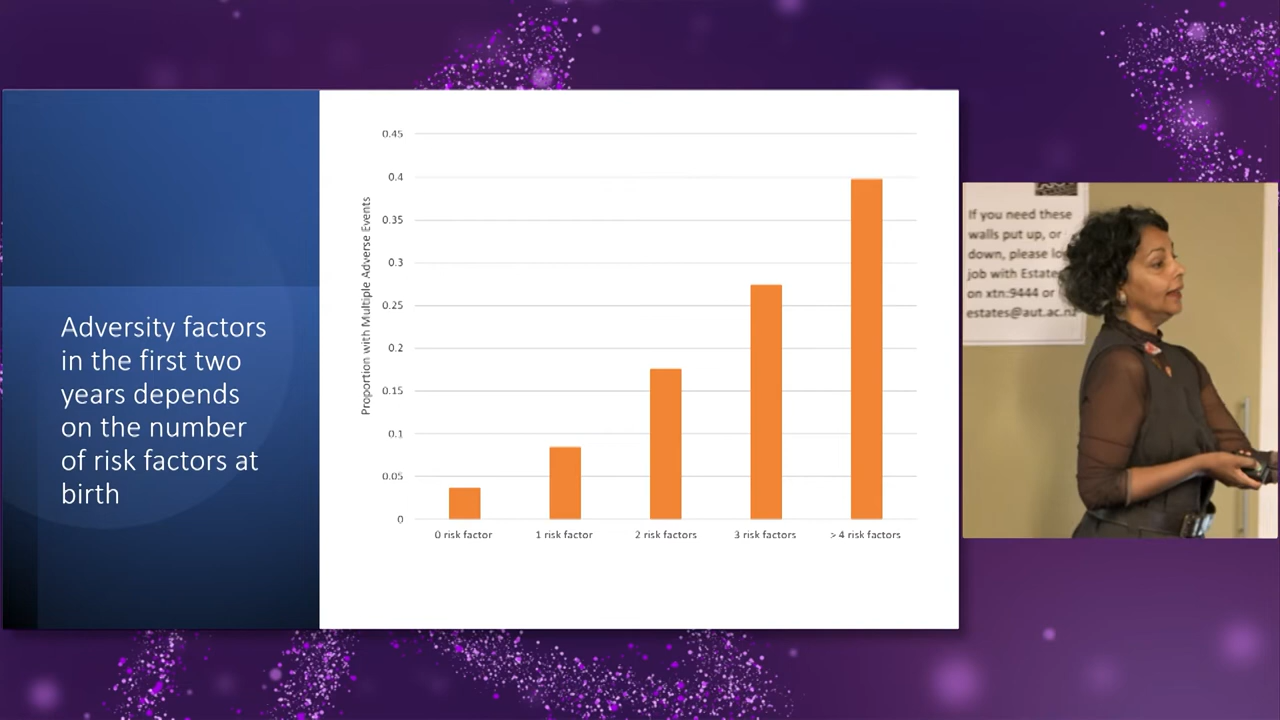 Adversity factors
in the first two
years depends
on the number
of risk factors at
birth
Proportion with Multiple Adverse Events
0.45
0.4
0.35
0.3
0.25
0.2
0.15
0.1
0.05
0
0 risk factor
1 risk factor
2 risk factors
3 risk factors
> 4 risk factors
If you need these
walls put up, or
down, please
job with Estate
on xtn:9444 or
estates@aut.ac.nz